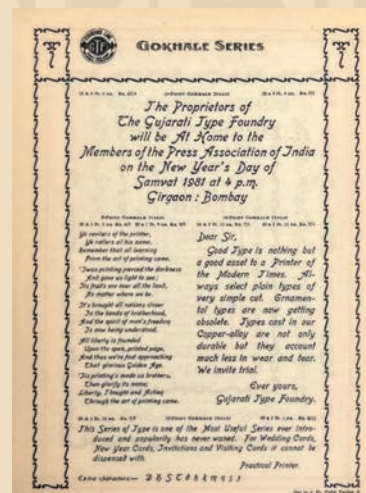 GOKHALE SERIES
The Proprietors of
The Gujarati Type Foundry
will be At Home to the
Members of the Press Association of India
on the New Year's Day of
Samvat 1981 at 4 p.m.
Girgaon : Bombay
Ye revilers of the printer,
Ye railers at his name,
Remember that all learning
From the art of printing came.
'Twas printing pierced the darkness
And gave us light to see;
Its fruits are over all the land,
No matter where we be.
It's brought all nations closer
In the bonds of brotherhood,
And the spirit of man's freedom
Is now being understood.
All liberty is founded
Upon the open, printed page,
And thus we're fast approaching
That glorious Golden Age.
'Tis printing's made us brothers,
Then glorify its name;
Liberty, Thought and Action
Through the art of printing came.
Dear Sir,
Good Type is nothing but
a good asset to a Printer of
the Modern Times. Al-
ways select plain types of
very simple cut. Ornamen-
tal types are now getting
obsolete. Types cast in our
Copper-alloy are not only
durable but they account
much less in wear and tear.
We invite trial.
Ever yours,
Gujarati Type Foundry.
This Series of Type is one of the Most Useful Series ever intro-
duced and popularity has never waned. For Wedding Cards,
New Year Cards, Invitations and Visiting Cards it cannot be
dispensed with.
Practical Printer.
Extra characters—